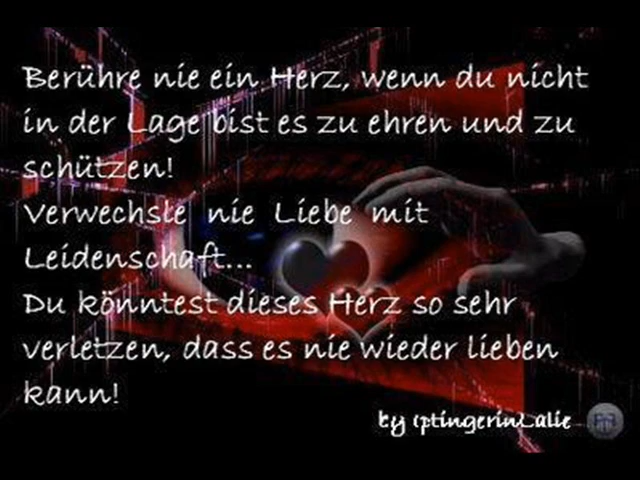 Berühre nie ein Herz, wenn du nicht
in der Lage bist es zu ehren und zu
schützen!
Verwechsle nie Liebe mit
Leidenschaft...
Du könntest dieses Herz so sehr
verletzen, dass es nie wieder lieben
kann!
by